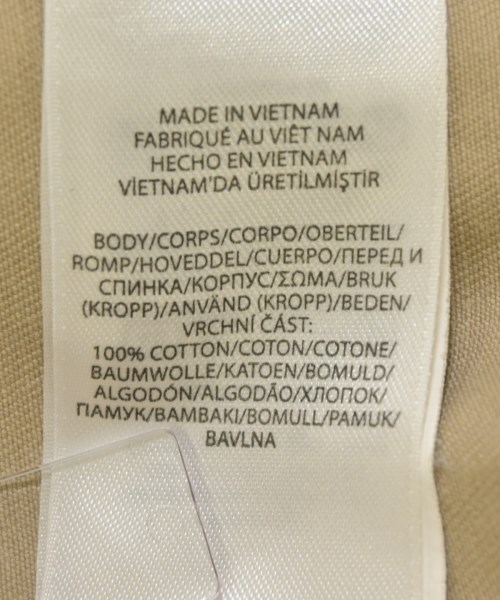 MADE IN VIETNAM
FABRIQUÉ AU VIÊT NAM
HECHO EN VIETNAM
VİETNAM'DA ÜRETİLMİŞTİR
BODY/CORPS/CORPO/OBERTEIL/
ROMP/HOVEDDEL/CUERPO/ПЕРЕД И
СПИНКА/КОРПУС/ΣΩΜΑ/BRUK
(KROPP)/ANVÄND (KROPP)/BEDEN/
VRCHNÍ ČÁST:
100% COTTON/COTON/COTONE/
BAUMWOLLE/KATOEN/BOMULD/
ALGODÓN/ALGODÃO/ХЛОПОК/
ПАМУК/BAMBAKI/BOMULL/PAMUK/
BAVLNA